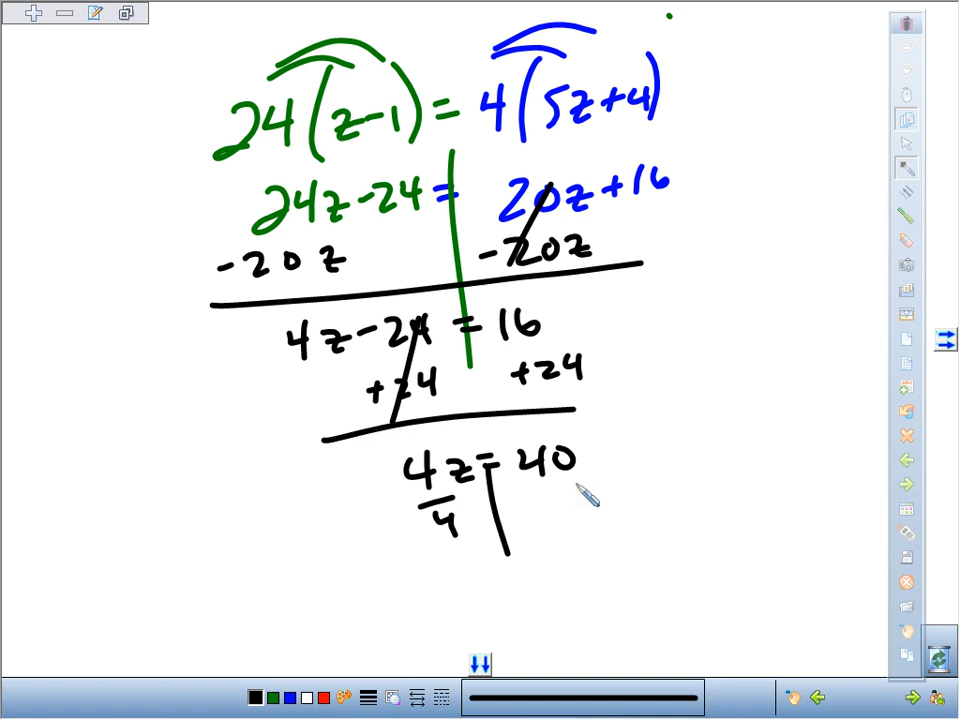 24(z-1)= 4(5z+4)
24z-24= 20z+16
-20z -20z
4z-24 = 16
+24 +24
4z= 40
4